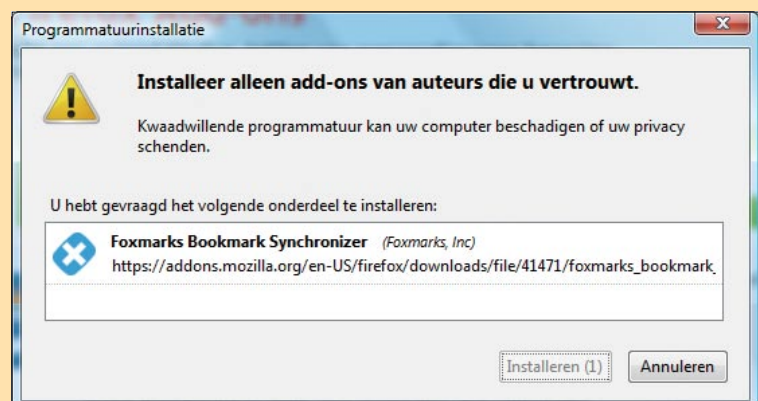 Programmatuurinstallatie
Installeer alleen add-ons van auteurs die u vertrouwt.
Kwaadwillende programmatuur kan uw computer beschadigen of uw privacy
schenden.
U hebt gevraagd het volgende onderdeel te installeren:
Foxmarks Bookmark Synchronizer (Foxmarks, Inc)
https://addons.mozilla.org/en-US/firefox/downloads/file/41471/foxmarks_bookmark_
Installeren (1) Annuleren